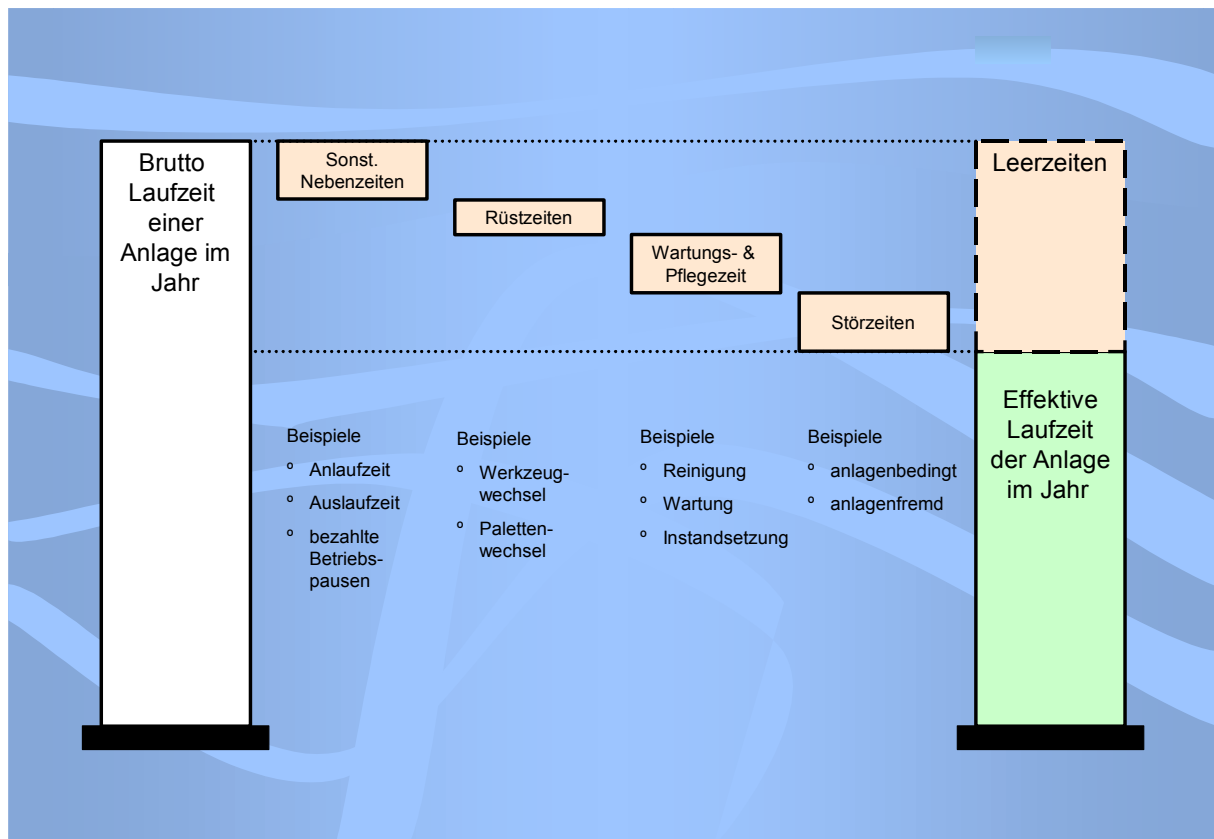 Brutto
Laufzeit
einer
Anlage im
Jahr
Sonst.
Nebenzeiten
Rüstzeiten
Wartungs- &
Pflegezeit
Störzeiten
Leerzeiten
Effektive
Laufzeit
der Anlage
im Jahr
Beispiele
º Anlaufzeit
º Auslaufzeit
º bezahlte
Betriebs-
pausen
Beispiele
º Werkzeug-
wechsel
º Paletten-
wechsel
Beispiele
º Reinigung
º Wartung
º Instandsetzung
Beispiele
º anlagenbedingt
º anlagenfremd